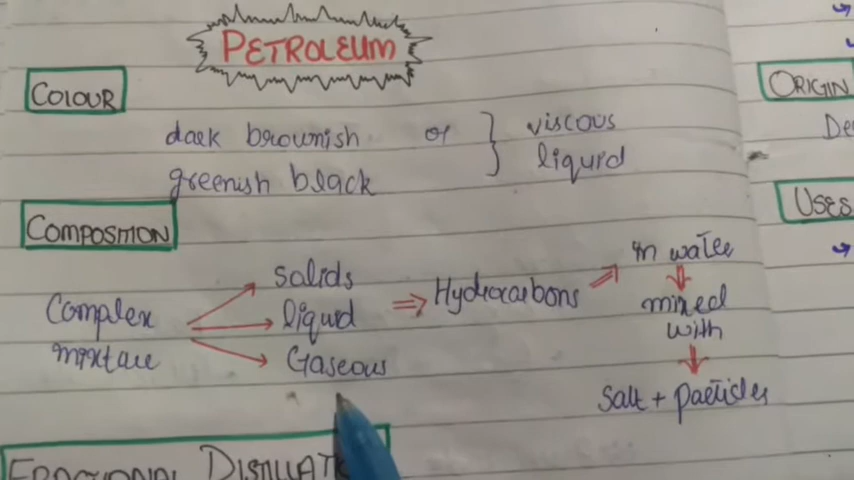 PETROLEUM
COLOUR
dark brownish or } viscous
greenish black liquid
COMPOSITION
Complex mixture
solids
liquid
Gaseous
Hydrocarbons
in water
mixed
with
salt + particles
ORIGIN
USES
FRACTIONAL